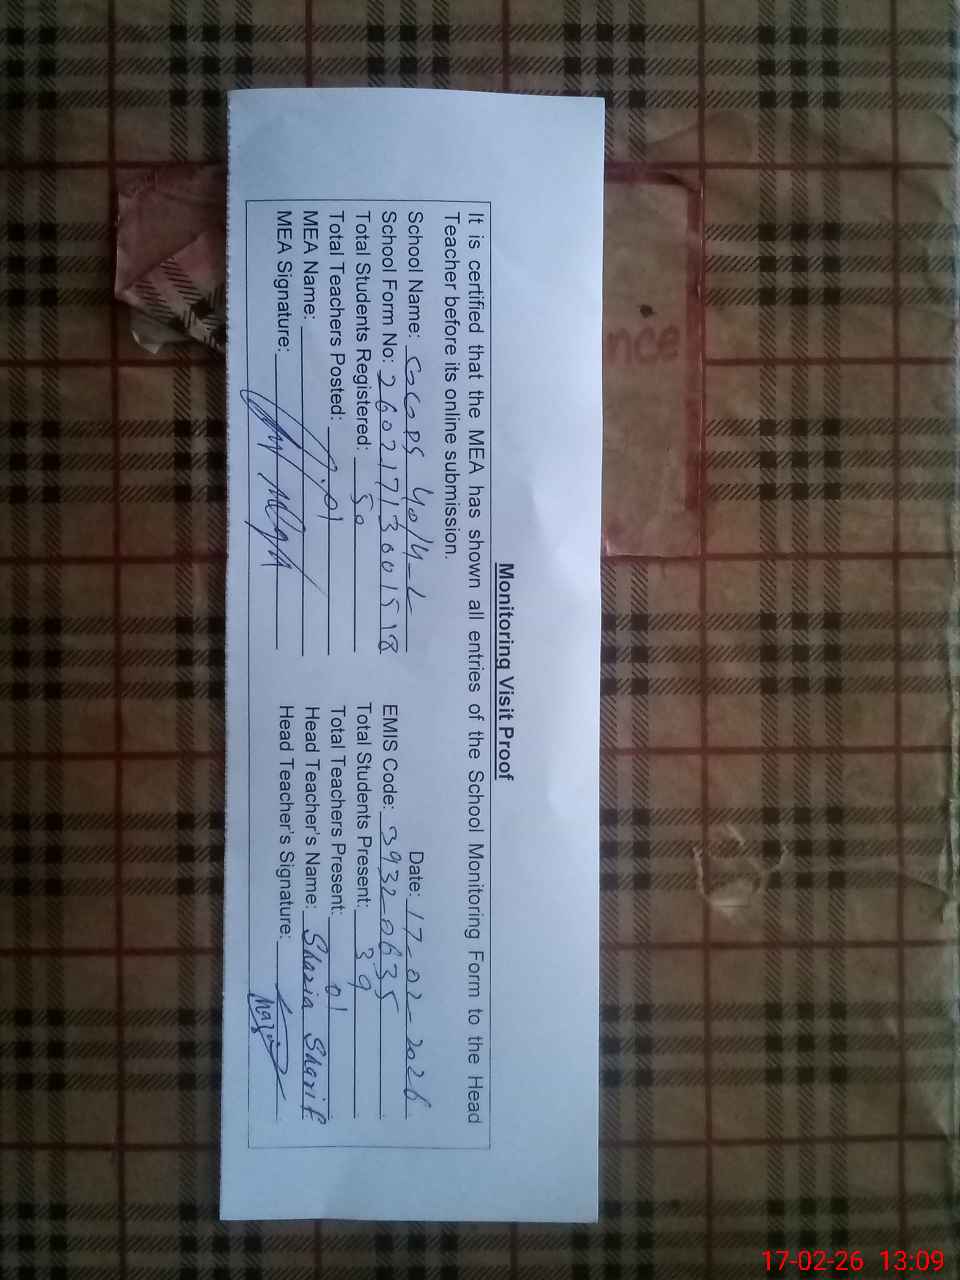 Monitoring Visit Proof
It is certified that the MEA has shown all entries of the School Monitoring Form to the Head
Teacher before its online submission.
Date: 17-02-2026
School Name: GGPS 40/4-L
School Form No: 260217130015918 EMIS Code: 39320635
Total Students Registered: 50 Total Students Present: 39
Total Teachers Posted: 01 Total Teachers Present: 01
MEA Name: Head Teacher's Name: Shazia Sharif
MEA Signature: Head Teacher's Signature:
nce
17-02-26 13:09